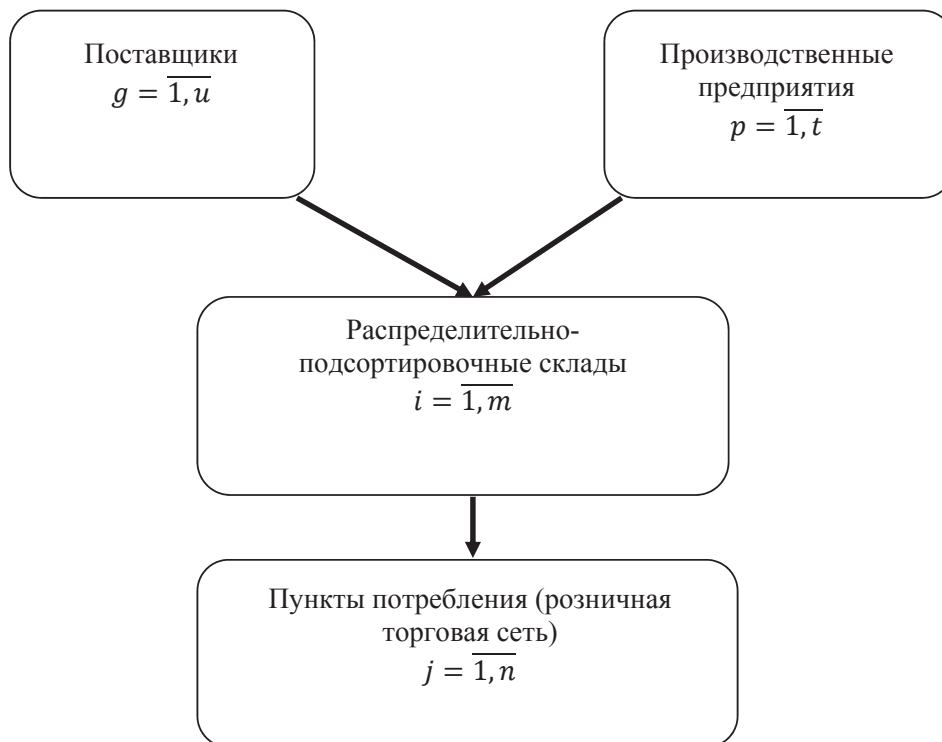 Поставщики
𝑔 = 1, 𝑢
Производственные
предприятия
𝑝 = 1, 𝑡
Распределительно-
подсортировочные склады
𝑖 = 1, 𝑚
Пункты потребления (розничная
торговая сеть)
𝑗 = 1, 𝑛